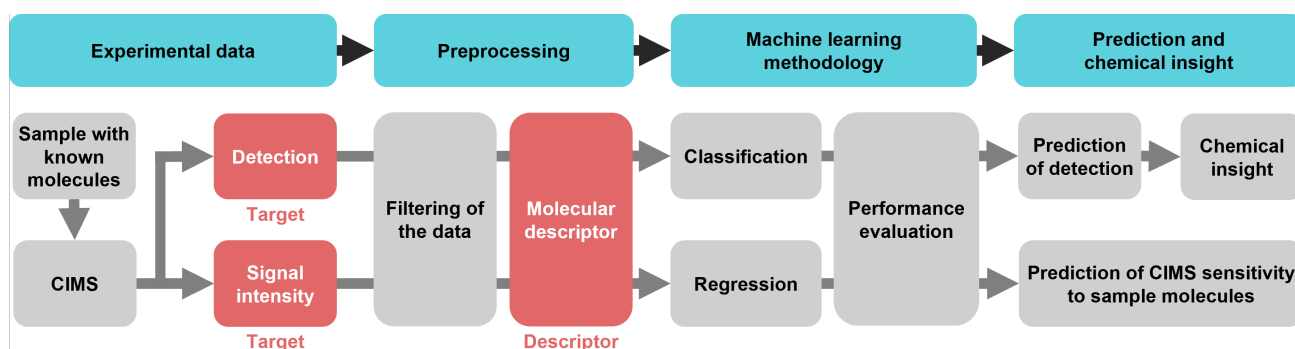 Experimental data
Preprocessing
Machine learning
methodology
Prediction and
chemical insight
Sample with
known
molecules
CIMS
Detection
Target
Signal
intensity
Target
Filtering of
the data
Molecular
descriptor
Descriptor
Classification
Regression
Performance
evaluation
Prediction
of detection
Chemical
insight
Prediction of CIMS sensitivity
to sample molecules